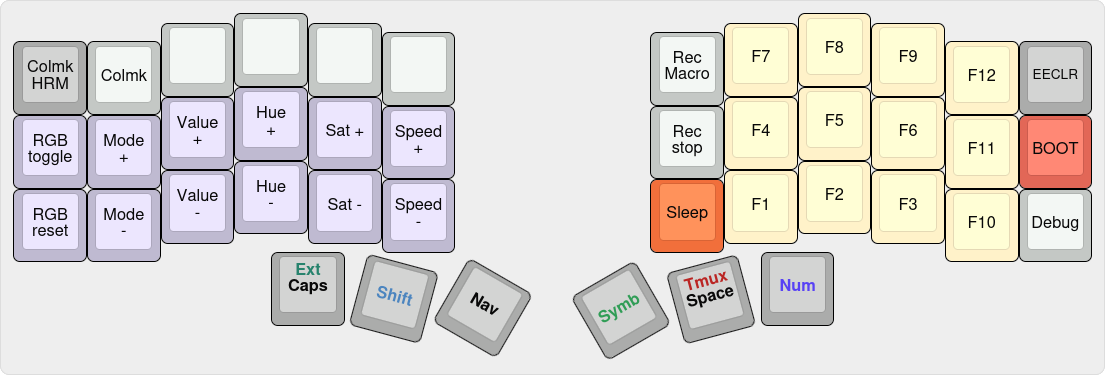 Colmk
HRM
Colmk
Rec
Macro
F7
F8
F9
F12
EECLR
RGB
toggle
Mode
+
Value
+
Hue
+
Sat +
Speed
+
Rec
stop
F4
F5
F6
F11
BOOT
RGB
reset
Mode
-
Value
-
Hue
-
Sat -
Speed
-
Sleep
F1
F2
F3
F10
Debug
Ext
Caps
Shift
Nav
Symb
Tmux
Space
Num